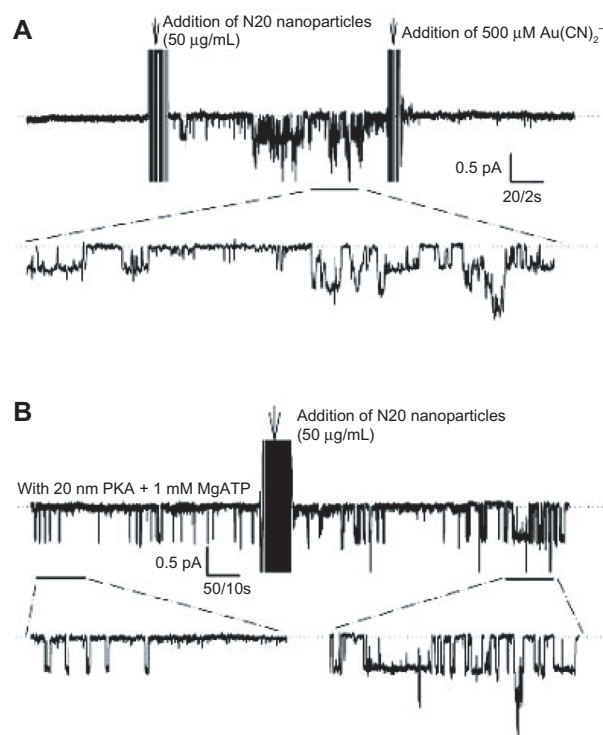 A
Addition of N20 nanoparticles
(50 µg/mL)
Addition of 500 µM Au(CN)₂⁻
0.5 pA
20/2s
B
Addition of N20 nanoparticles
(50 µg/mL)
With 20 nm PKA + 1 mM MgATP
0.5 pA
50/10s